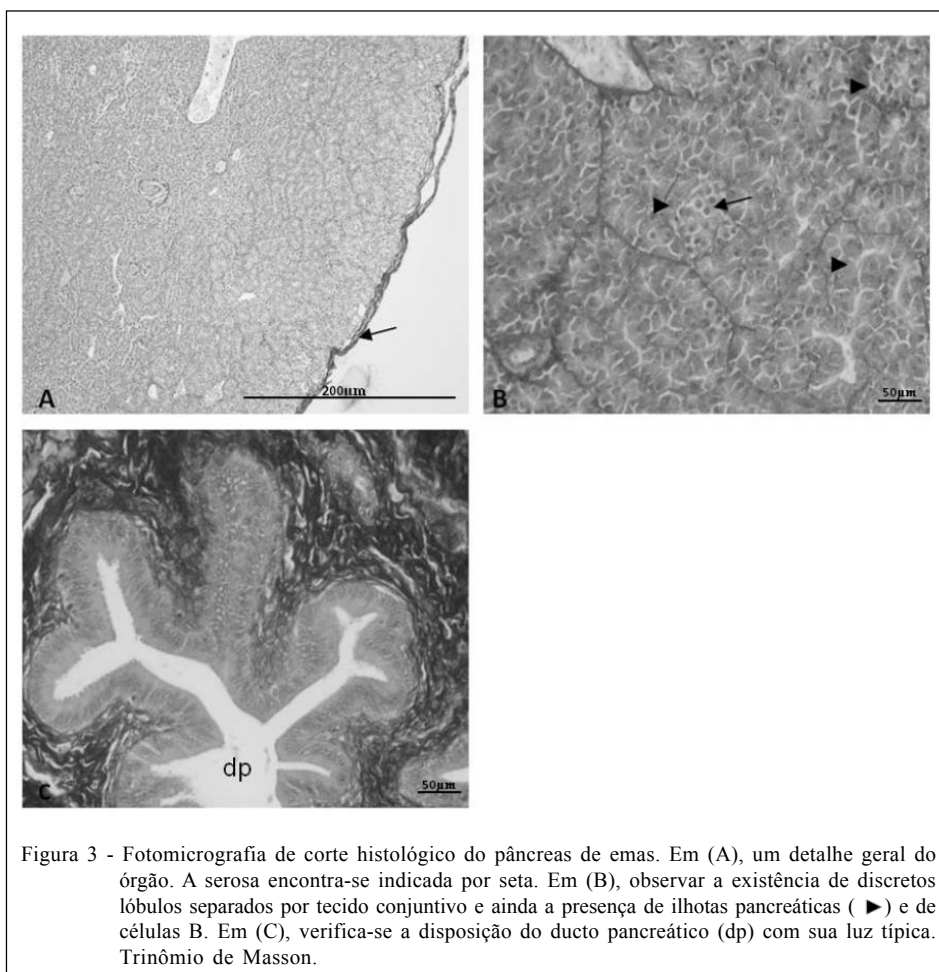 200µm
A
B
50µm
dp
C
50µm
Figura 3 - Fotomicrografia de corte histológico do pâncreas de emas. Em (A), um detalhe geral do
órgão. A serosa encontra-se indicada por seta. Em (B), observar a existência de discretos
lóbulos separados por tecido conjuntivo e ainda a presença de ilhotas pancreáticas ( ► ) e de
células B. Em (C), verifica-se a disposição do ducto pancreático (dp) com sua luz típica.
Trinômio de Masson.